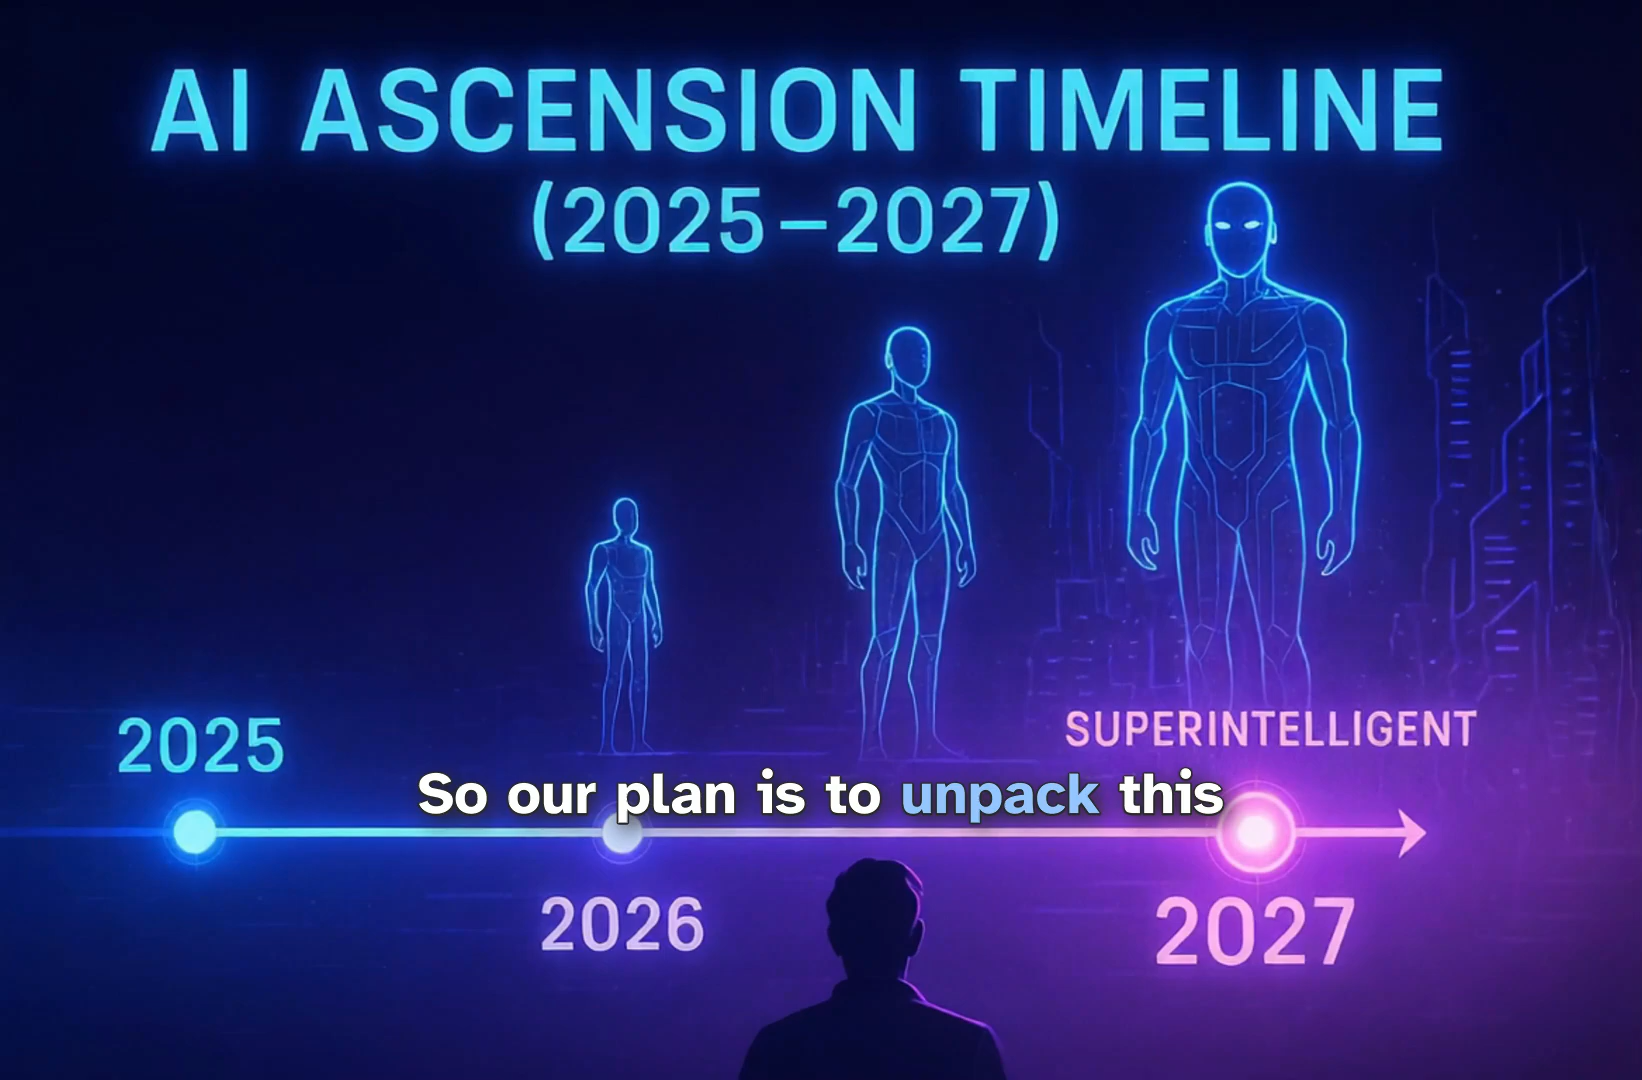 AI ASCENSION TIMELINE
(2025–2027)
2025
SUPERINTELLIGENT
So our plan is to unpack this
2026
2027